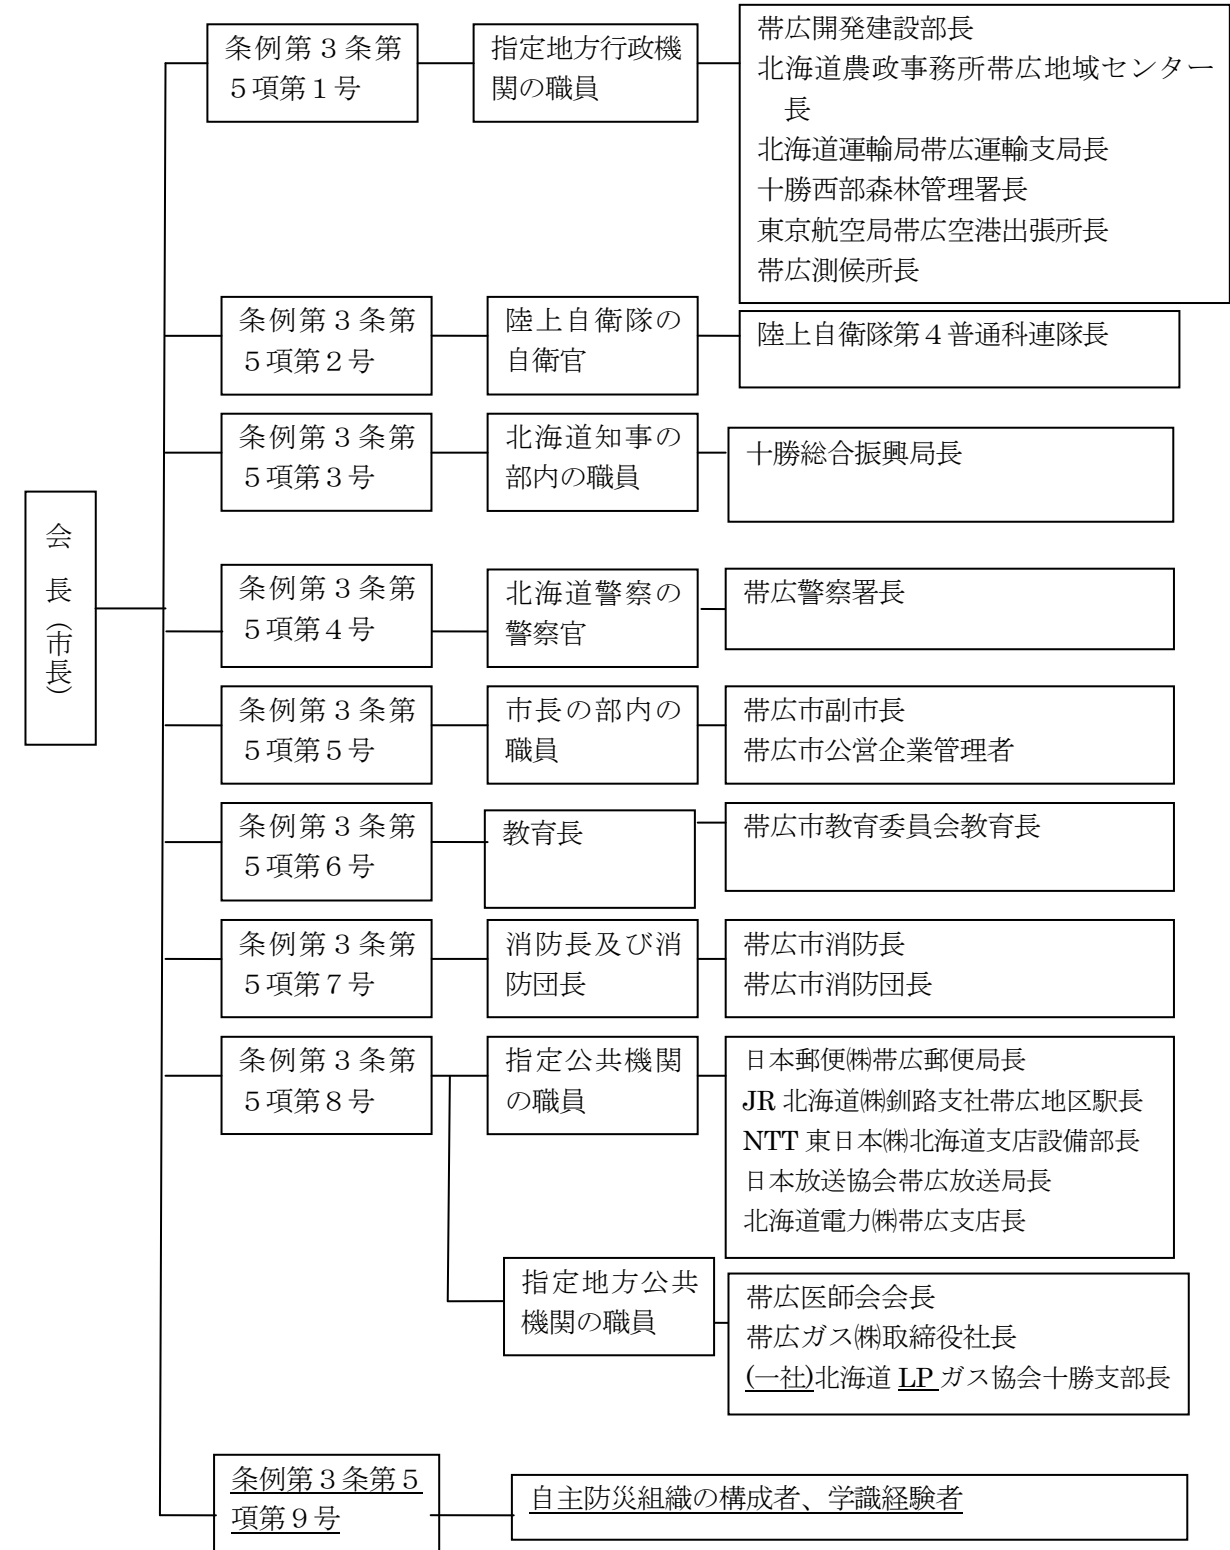 条例第３条第
５項第１号
指定地方行政機
関の職員
帯広開発建設部長
北海道農政事務所帯広地域センター
長
北海道運輸局帯広運輸支局長
十勝西部森林管理署長
東京航空局帯広空港出張所長
帯広測候所長
条例第３条第
５項第２号
陸上自衛隊の
自衛官
陸上自衛隊第４普通科連隊長
条例第３条第
５項第３号
北海道知事の
部内の職員
十勝総合振興局長
会長（市長）
条例第３条第
５項第４号
北海道警察の
警察官
帯広警察署長
条例第３条第
５項第５号
市長の部内の
職員
帯広市副市長
帯広市公営企業管理者
条例第３条第
５項第６号
教育長
帯広市教育委員会教育長
条例第３条第
５項第７号
消防長及び消
防団長
帯広市消防長
帯広市消防団長
条例第３条第
５項第８号
指定公共機関
の職員
日本郵便㈱帯広郵便局長
JR 北海道㈱釧路支社帯広地区駅長
NTT 東日本㈱北海道支店設備部長
日本放送協会帯広放送局長
北海道電力㈱帯広支店長
指定地方公共
機関の職員
帯広医師会会長
帯広ガス㈱取締役社長
(一社)北海道 LP ガス協会十勝支部長
条例第３条第５
項第９号
自主防災組織の構成者、学識経験者